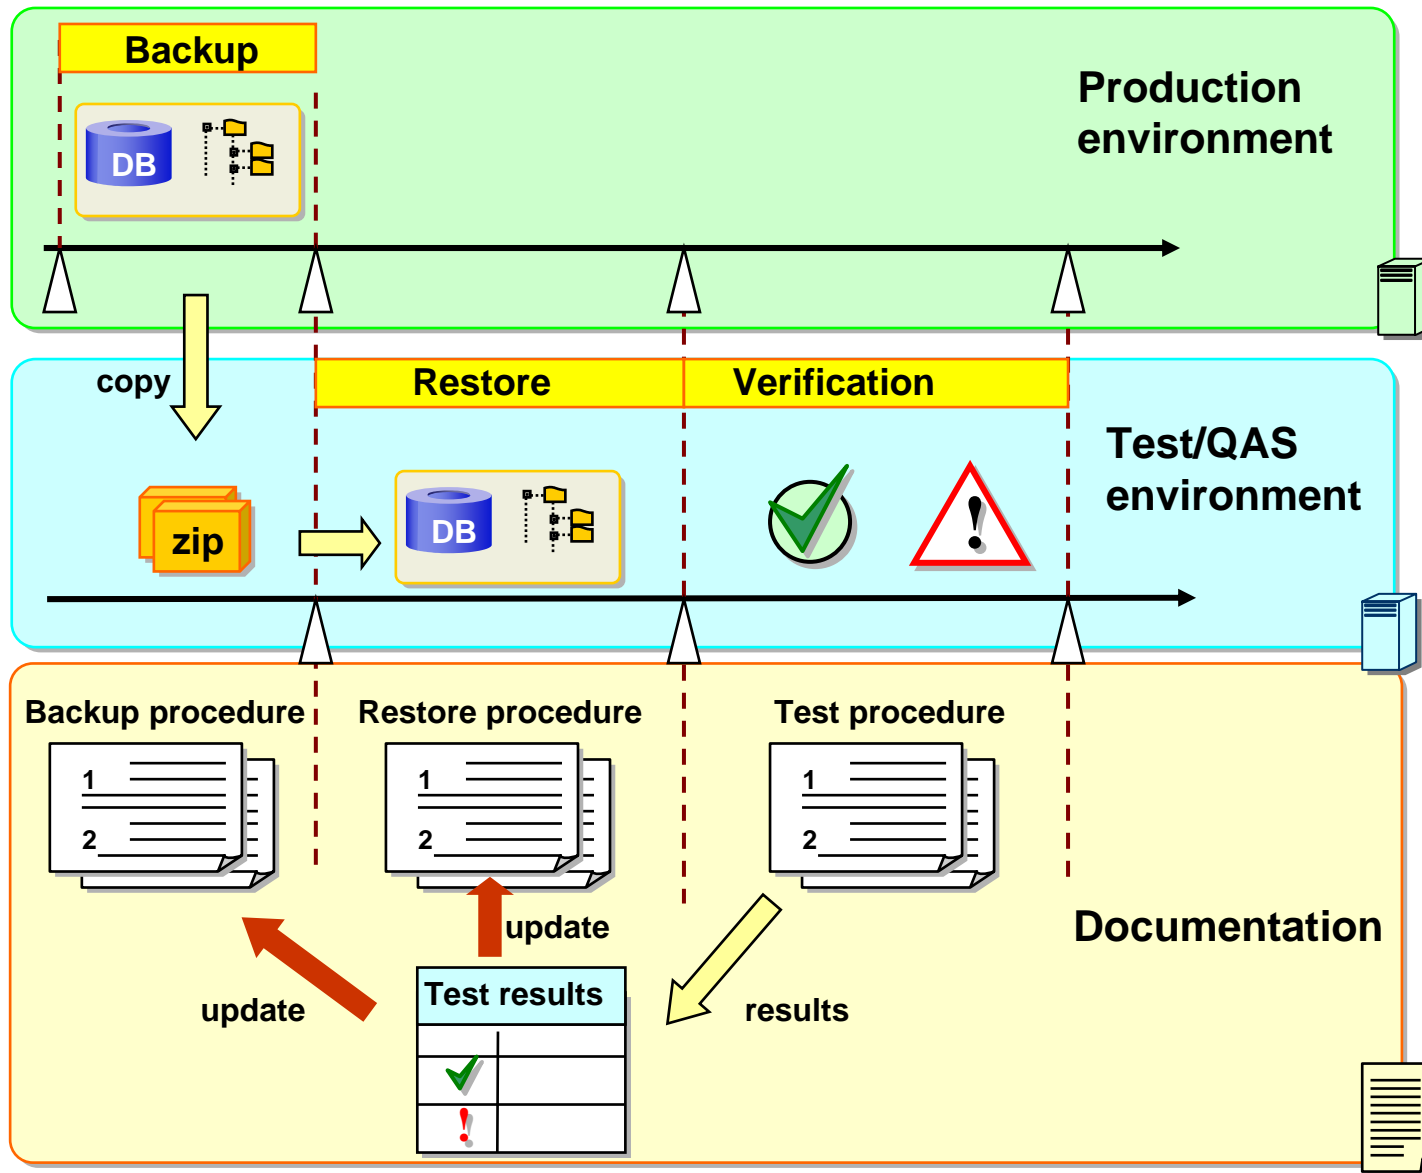 Backup
Production
environment
DB
copy
Restore
Verification
Test/QAS
environment
zip
DB
Backup procedure
Restore procedure
Test procedure
1
2
1
2
1
2
update
Documentation
update
Test results
results